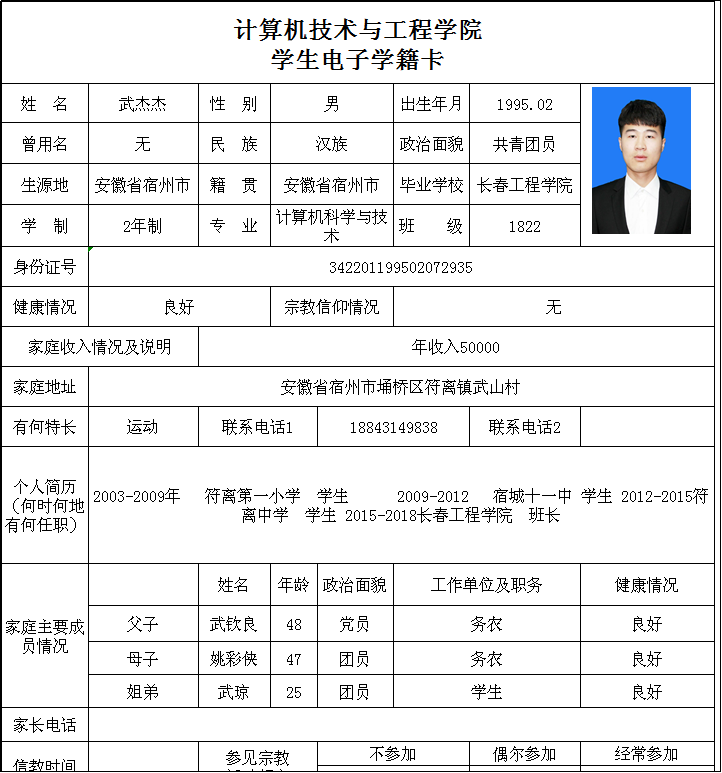 计算机技术与工程学院
学生电子学籍卡
姓 名 武杰杰 性 别 男 出生年月 1995.02
曾用名 无 民 族 汉族 政治面貌 共青团员
生源地 安徽省宿州市 籍 贯 安徽省宿州市 毕业学校 长春工程学院
学 制 2年制 专 业 计算机科学与技术 班 级 1822
身份证号 342201199502072935
健康情况 良好 宗教信仰情况 无
家庭收入情况及说明 年收入50000
家庭地址 安徽省宿州市埇桥区符离镇武山村
有何特长 运动 联系电话1 18843149838 联系电话2
个人简历
（何时何地
有何任职）
2003-2009年 符离第一小学 学生 2009-2012 宿城十一中 学生 2012-2015符
离中学 学生 2015-2018长春工程学院 班长
家庭主要成
员情况
姓名 年龄 政治面貌 工作单位及职务 健康情况
父子 武钦良 48 党员 务农 良好
母子 姚彩侠 47 团员 务农 良好
姐弟 武琼 25 团员 学生 良好
家长电话
信教时间 参见宗教 不参加 偶尔参加 经常参加